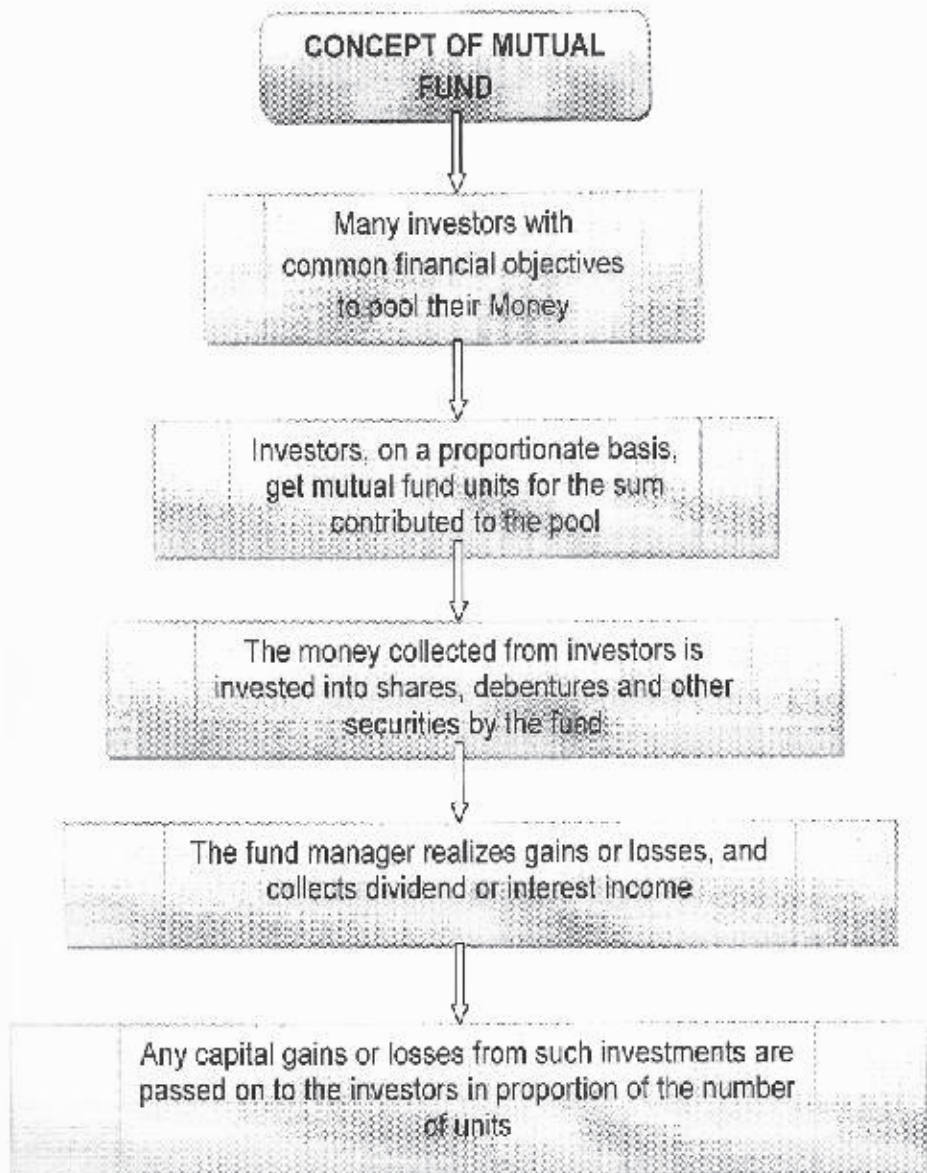 CONCEPT OF MUTUAL
FUND
Many investors with
common financial objectives
to pool their Money
Investors, on a proportionate basis,
get mutual fund units for the sum
contributed to the pool
The money collected from investors is
invested into shares, debentures and other
securities by the fund
The fund manager realizes gains or losses, and
collects dividend or interest income
Any capital gains or losses from such investments are
passed on to the investors in proportion of the number
of units